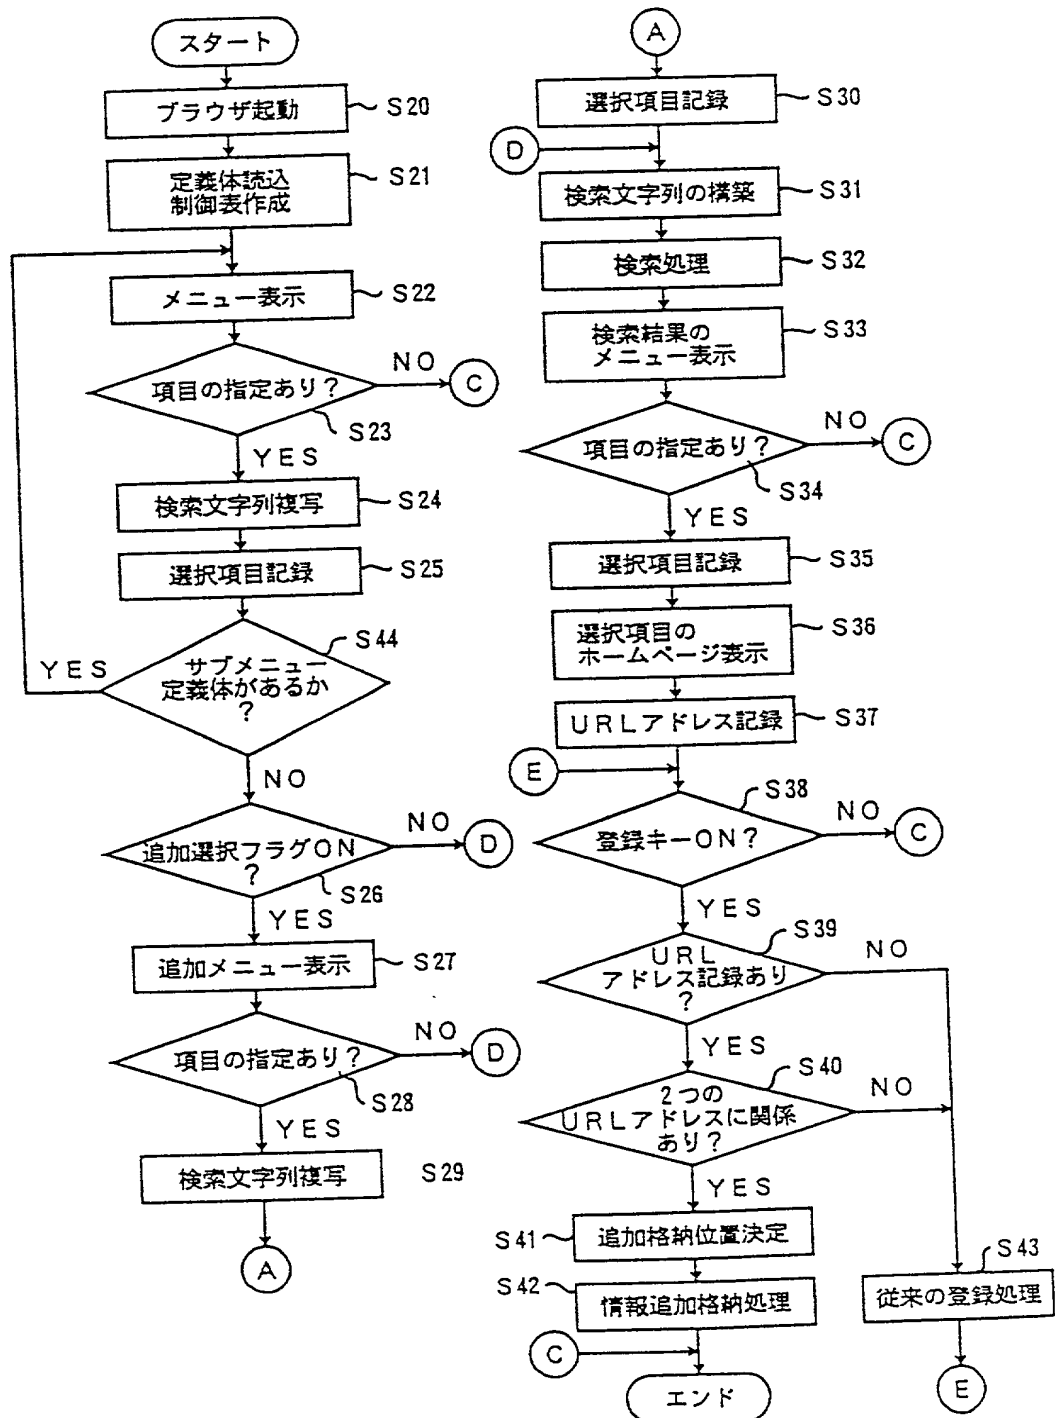 スタート
ブラウザ起動
S20
定義体読込
制御表作成
S21
メニュー表示
S22
項目の指定あり?
NO
C
S23
YES
検索文字列複写
S24
選択項目記録
S25
S44
サブメニュー
定義体があるか
?
YES
NO
追加選択フラグON
?
NO
D
S26
YES
追加メニュー表示
S27
項目の指定あり?
NO
D
S28
YES
検索文字列複写
S29
A
A
選択項目記録
S30
D
検索文字列の構築
S31
検索処理
S32
検索結果の
メニュー表示
S33
項目の指定あり?
NO
C
S34
YES
選択項目記録
S35
選択項目の
ホームページ表示
S36
URLアドレス記録
S37
E
S38
登録キーON?
NO
C
YES
S39
URL
アドレス記録あり
?
NO
YES
S40
2つの
URLアドレスに関係
あり?
NO
YES
S41
追加格納位置決定
S42
情報追加格納処理
S43
従来の登録処理
C
エンド
E